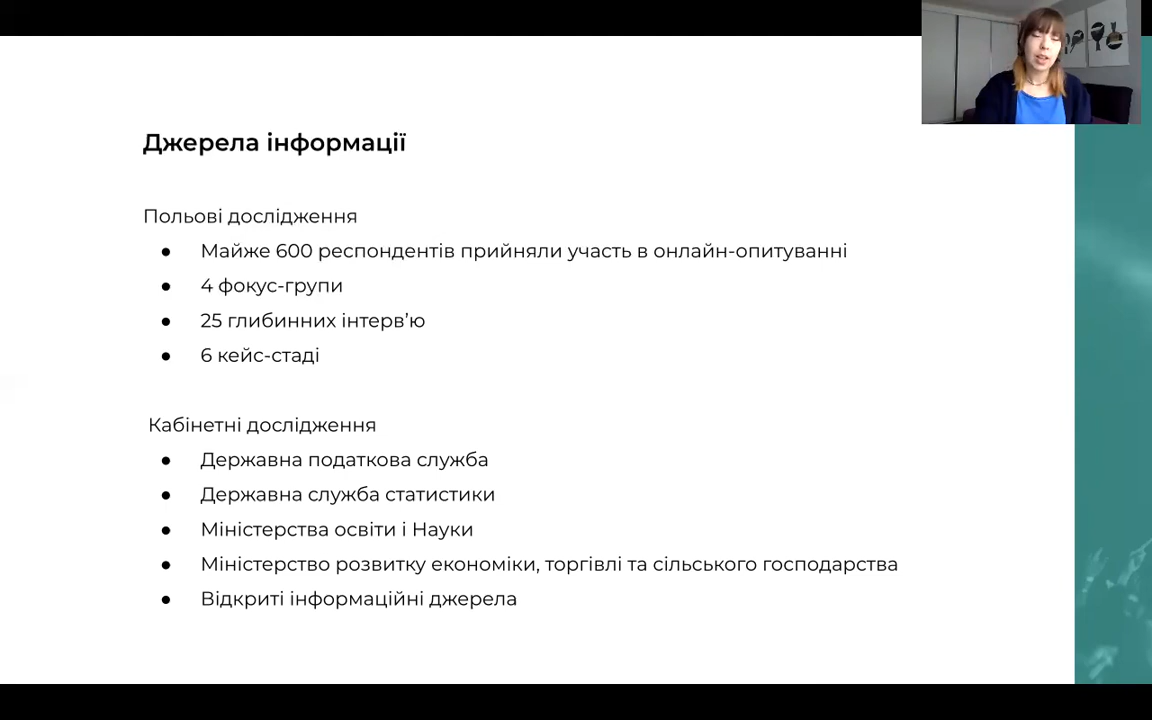 Джерела інформації
Польові дослідження
● Майже 600 респондентів прийняли участь в онлайн-опитуванні
● 4 фокус-групи
● 25 глибинних інтерв’ю
● 6 кейс-стаді
Кабінетні дослідження
● Державна податкова служба
● Державна служба статистики
● Міністерства освіти і Науки
● Міністерство розвитку економіки, торгівлі та сільського господарства
● Відкриті інформаційні джерела